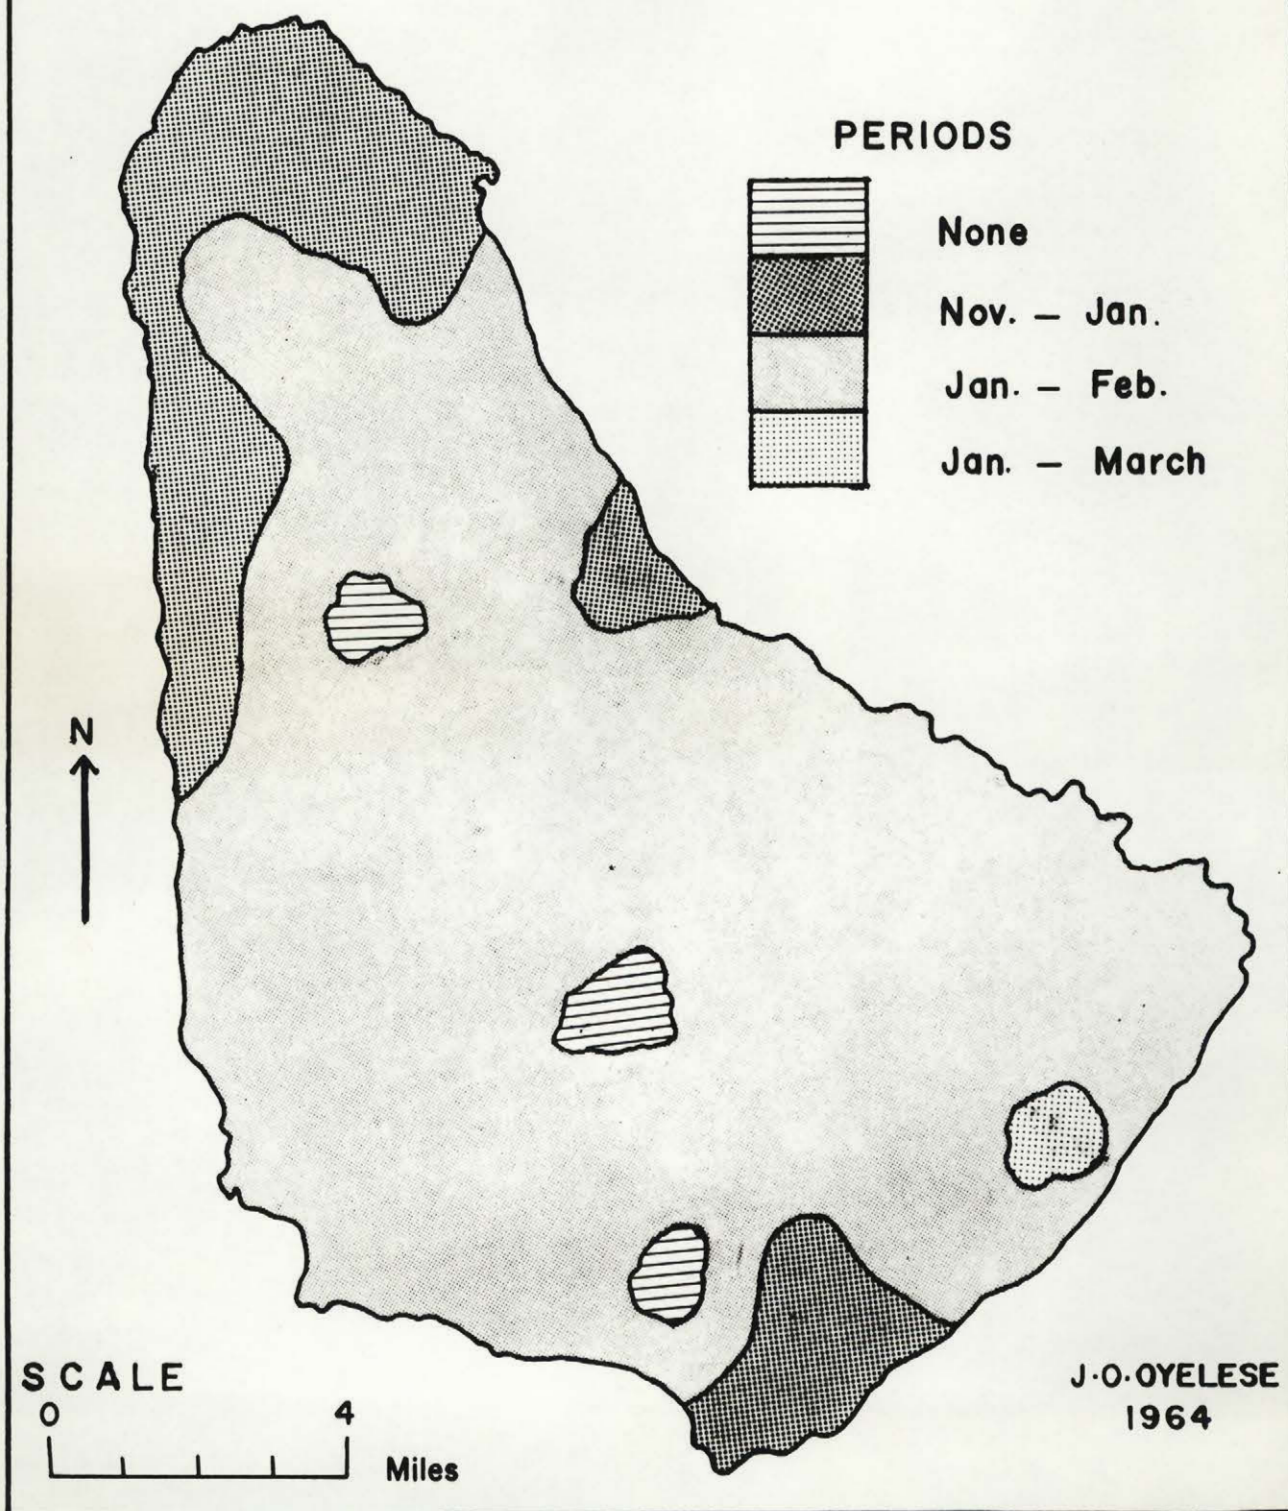 PERIODS
None
Nov. – Jan.
Jan. – Feb.
Jan. – March
N
SCALE
0 4
Miles
J.O. OYELESE
1964